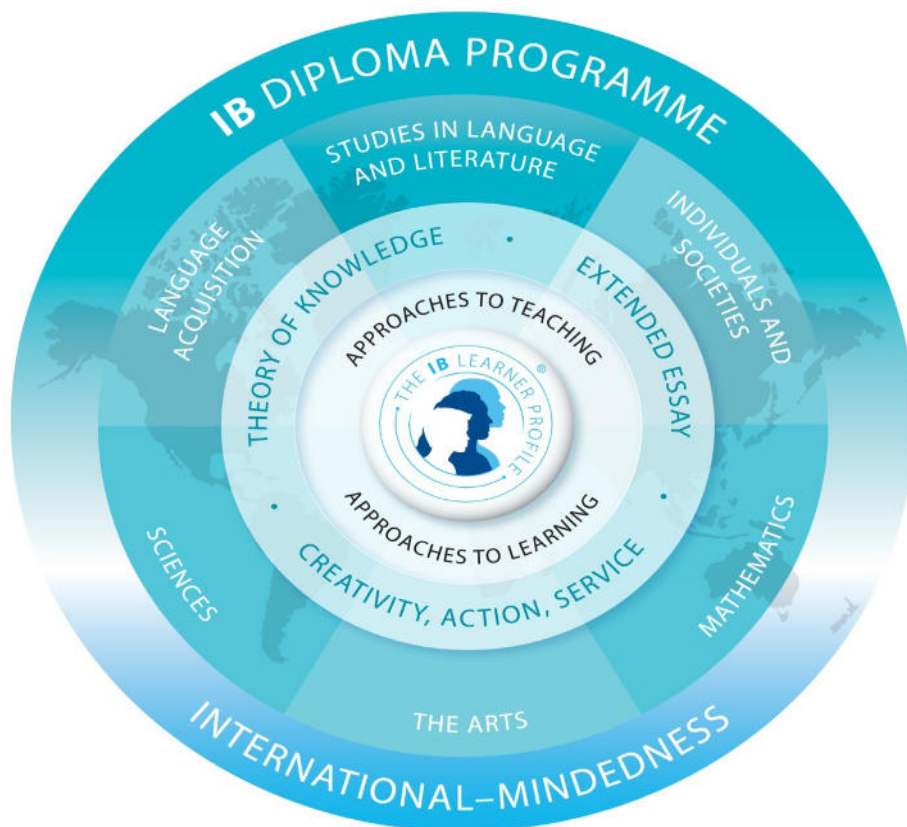 IB DIPLOMA PROGRAMME
STUDIES IN LANGUAGE
AND LITERATURE
LANGUAGE
ACQUISITION
INDIVIDUALS AND
SOCIETIES
THEORY OF KNOWLEDGE
EXTENDED ESSAY
APPROACHES TO TEACHING
THE IB LEARNER PROFILE ®
APPROACHES TO LEARNING
CREATIVITY, ACTION, SERVICE
SCIENCES
MATHEMATICS
THE ARTS
INTERNATIONAL–MINDEDNESS